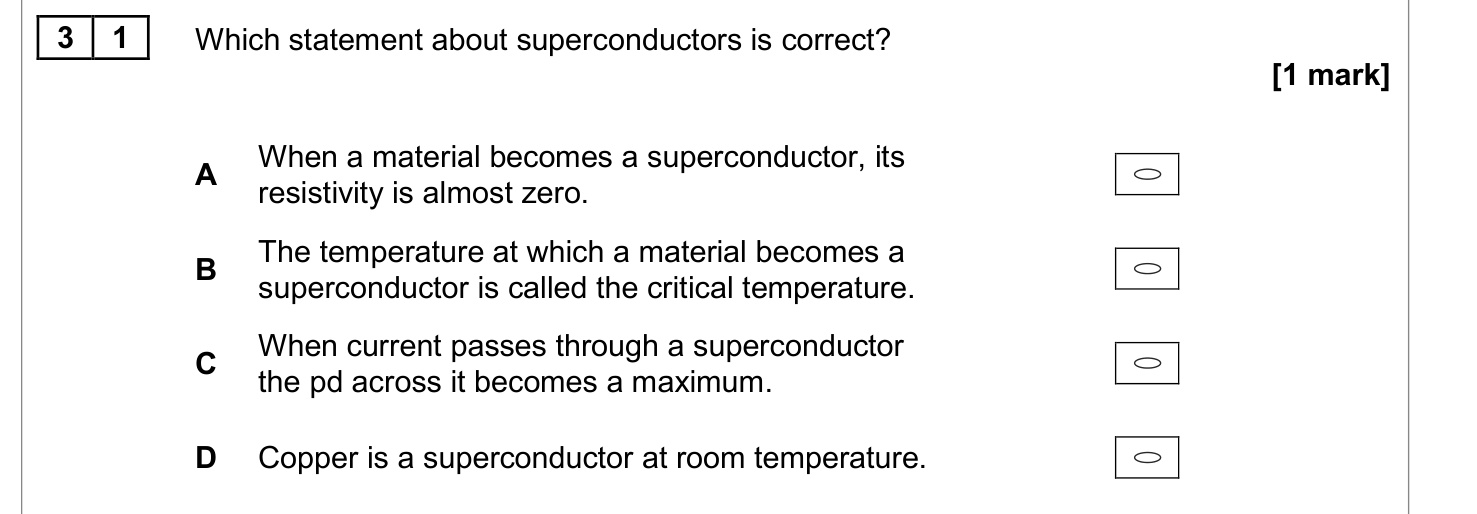 3 1 Which statement about superconductors is correct?
[1 mark]
A When a material becomes a superconductor, its
resistivity is almost zero.
B The temperature at which a material becomes a
superconductor is called the critical temperature.
C When current passes through a superconductor
the pd across it becomes a maximum.
D Copper is a superconductor at room temperature.